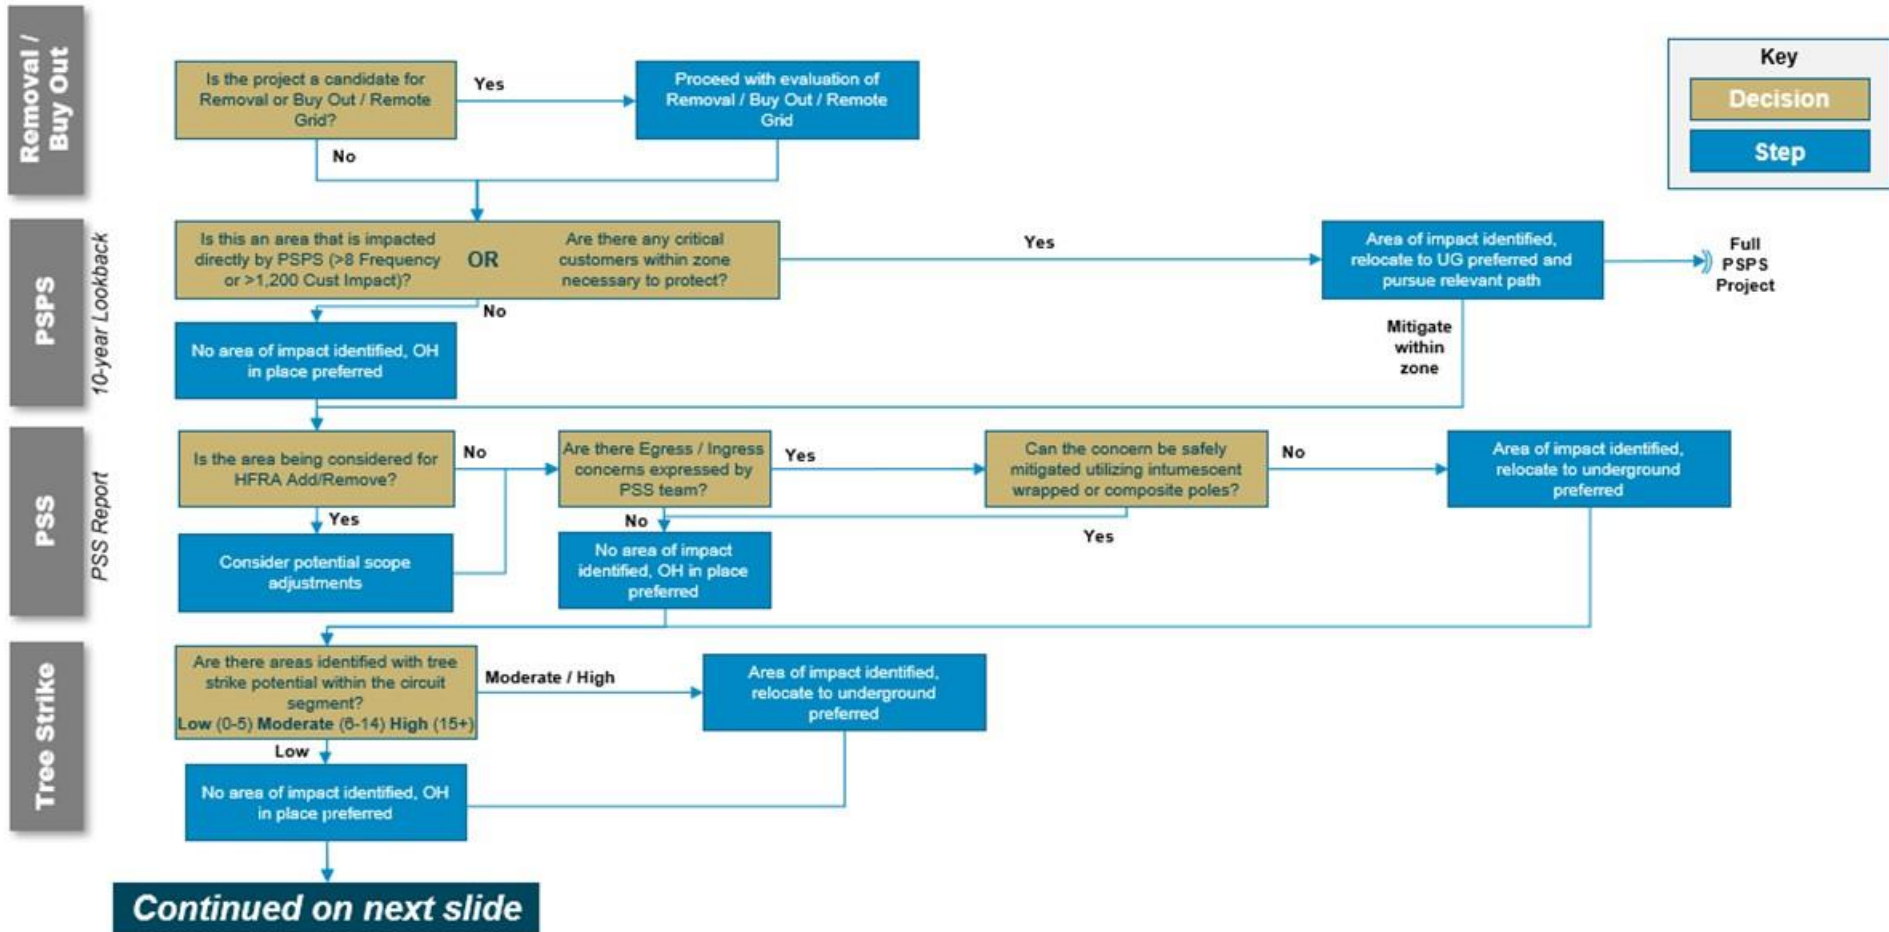 Removal /
Buy Out
Is the project a candidate for
Removal or Buy Out / Remote
Grid?
Yes
Proceed with evaluation of
Removal / Buy Out / Remote
Grid
No
Key
Decision
Step
PSPS
10-year Lookback
Is this an area that is impacted
directly by PSPS (>8 Frequency
or >1,200 Cust Impact)?
OR
Are there any critical
customers within zone
necessary to protect?
Yes
Area of impact identified,
relocate to UG preferred and
pursue relevant path
Full
PSPS
Project
No
No area of impact identified, OH
in place preferred
Mitigate
within
zone
PSS
PSS Report
Is the area being considered for
HFRA Add/Remove?
No
Are there Egress / Ingress
concerns expressed by
PSS team?
Yes
Can the concern be safely
mitigated utilizing intumescent
wrapped or composite poles?
No
Area of impact identified,
relocate to underground
preferred
Yes
Consider potential scope
adjustments
No
No area of impact
identified, OH in place
preferred
Yes
Tree Strike
Are there areas identified with tree
strike potential within the circuit
segment?
Low (0-5) Moderate (6-14) High (15+)
Moderate / High
Area of impact identified,
relocate to underground
preferred
Low
No area of impact identified, OH
in place preferred
Continued on next slide